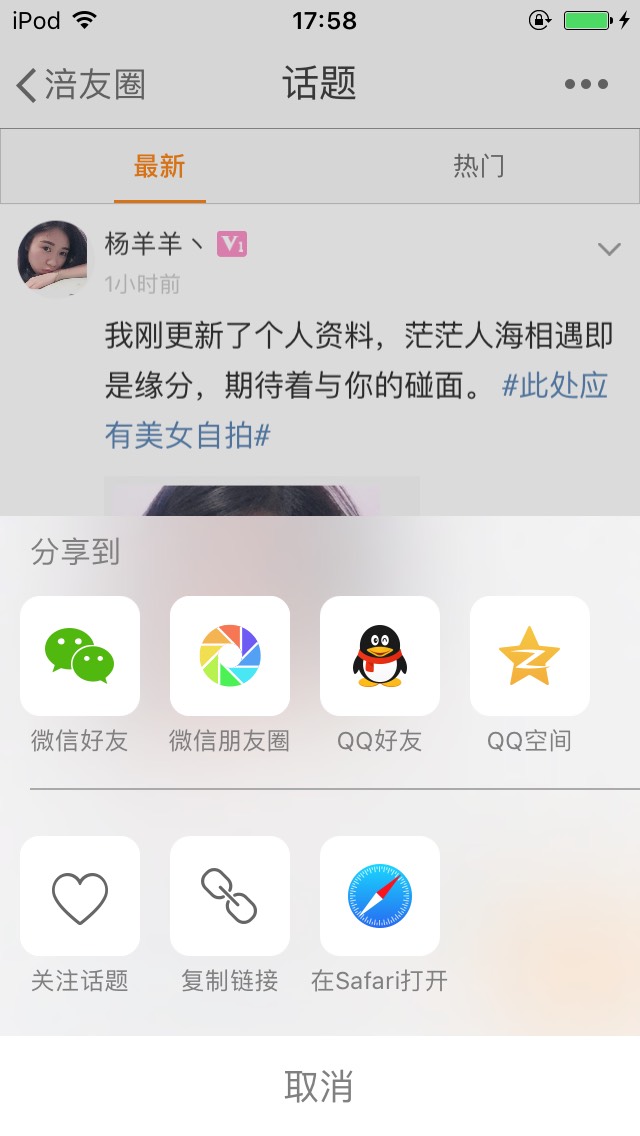 iPod 17:58
涪友圈 话题
最新 热门
杨羊羊丶 V1
1小时前
我刚更新了个人资料，茫茫人海相遇即
是缘分，期待着与你的碰面。 #此处应
有美女自拍#
分享到
微信好友 微信朋友圈 QQ好友 QQ空间
关注话题 复制链接 在Safari打开
取消